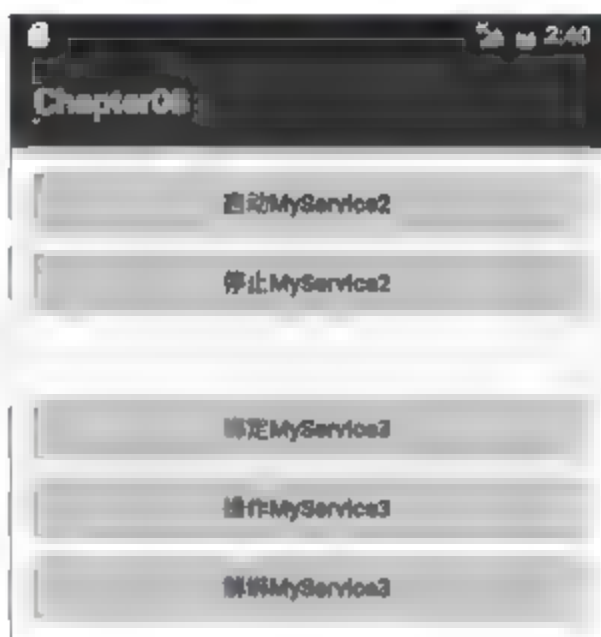 2:40
Chapter08
启动MyService2
停止MyService2
绑定MyService3
操作MyService3
解绑MyService3